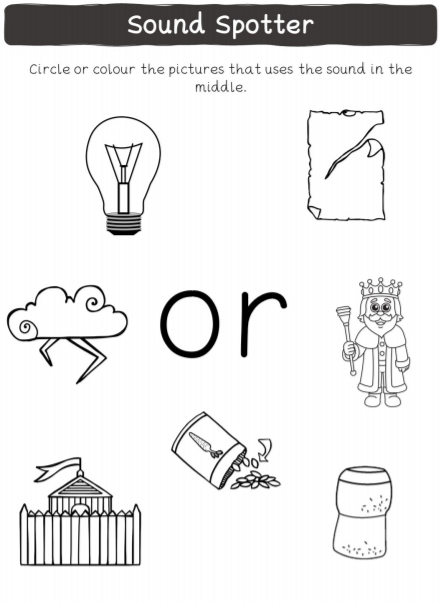 Sound Spotter
Circle or colour the pictures that uses the sound in the
middle.
or